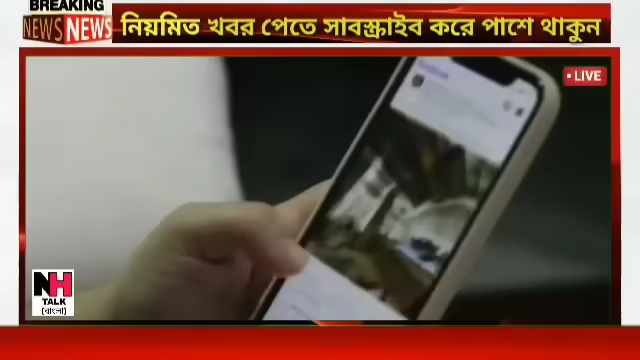 BREAKING
NEWS NEWS
নিয়মিত খবর পেতে সাবস্ক্রাইব করে পাশে থাকুন
LIVE
NH
TALK
(বাংলা)